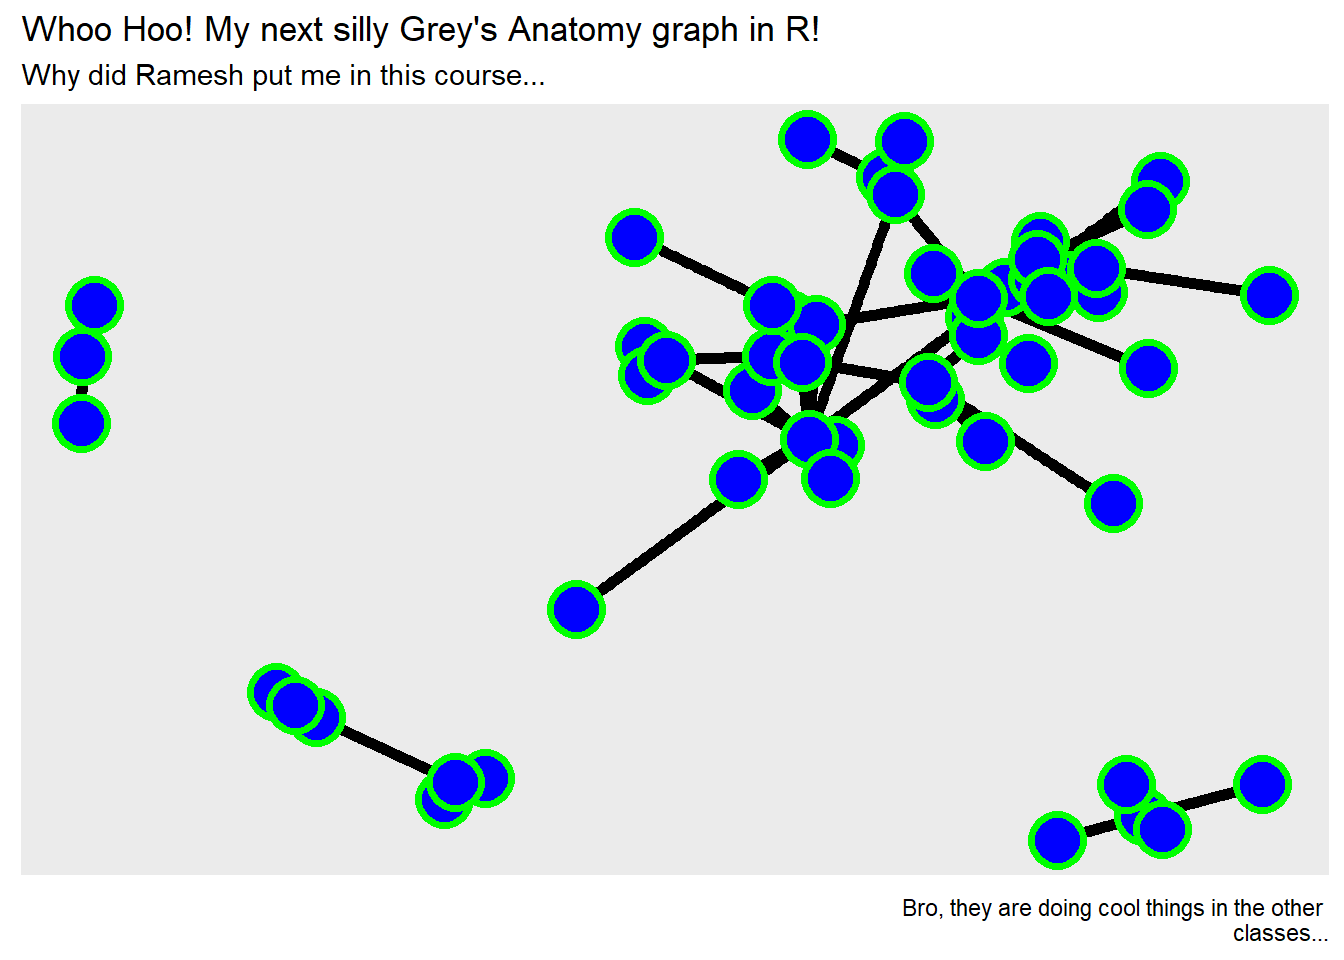 Whoo Hoo! My next silly Grey's Anatomy graph in R!
Why did Ramesh put me in this course...
Bro, they are doing cool things in the other
classes...